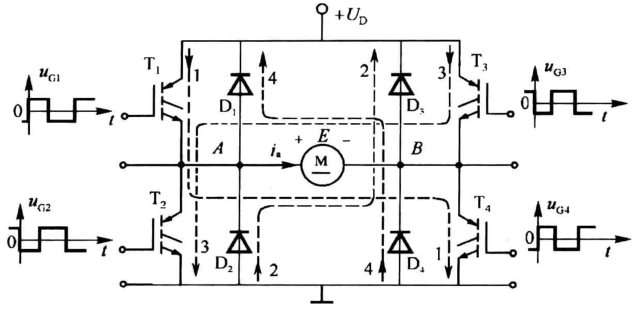 +U_D
u_G1
T_1
1
4
2
3
T_3
u_G3
0
t
D_1
D_3
0
t
A
i_a
+ E −
M
B
u_G2
T_2
T_4
u_G4
0
t
3
D_2
2
4
D_4
1
0
t